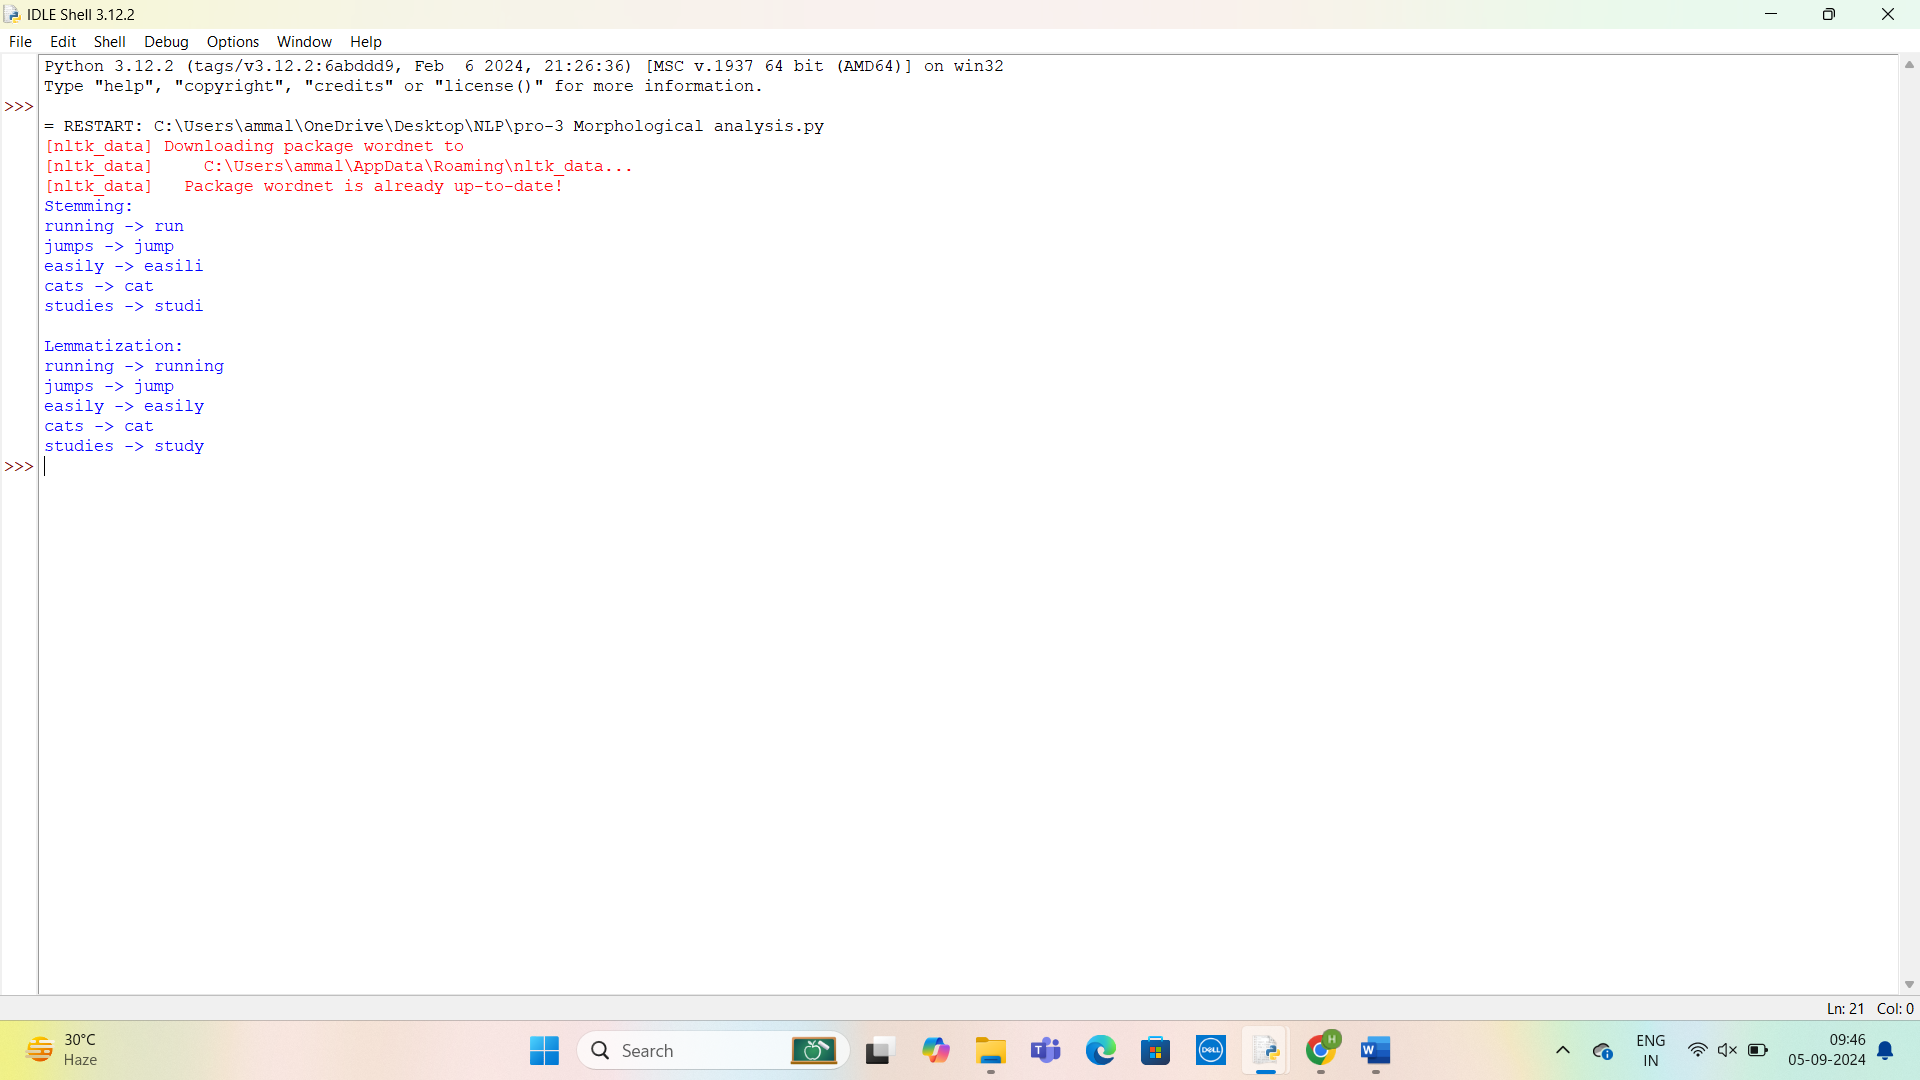 IDLE Shell 3.12.2
File Edit Shell Debug Options Window Help
Python 3.12.2 (tags/v3.12.2:6abddd9, Feb  6 2024, 21:26:36) [MSC v.1937 64 bit (AMD64)] on win32
Type "help", "copyright", "credits" or "license()" for more information.
>>>
= RESTART: C:\Users\ammal\OneDrive\Desktop\NLP\pro-3 Morphological analysis.py
[nltk_data] Downloading package wordnet to
[nltk_data]     C:\Users\ammal\AppData\Roaming\nltk_data...
[nltk_data]   Package wordnet is already up-to-date!
Stemming:
running -> run
jumps -> jump
easily -> easili
cats -> cat
studies -> studi
Lemmatization:
running -> running
jumps -> jump
easily -> easily
cats -> cat
studies -> study
>>>
Ln: 21 Col: 0
30°C
Haze
Search
DELL
H
W
ENG
IN
09:46
05-09-2024